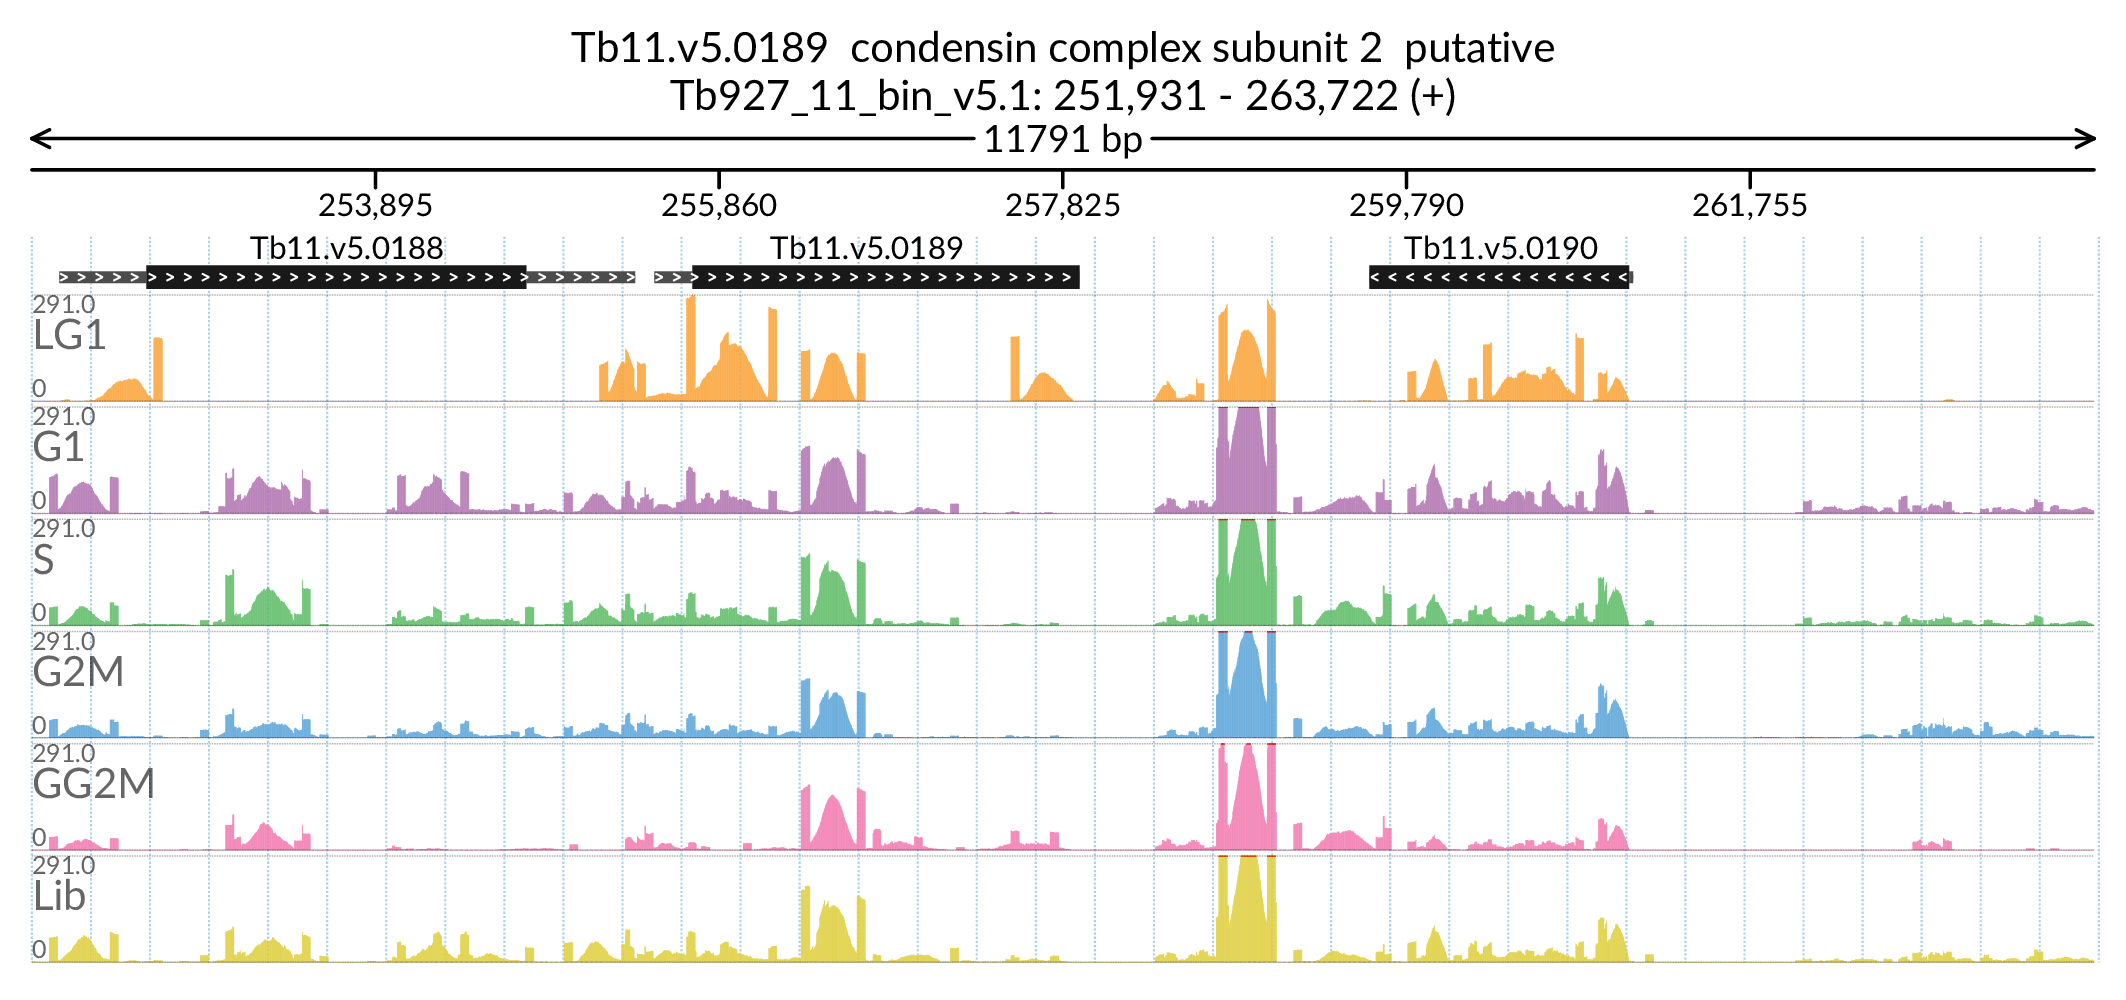 Tb11.v5.0189 condensin complex subunit 2 putative
Tb927_11_bin_v5.1: 251,931 - 263,722 (+)
11791 bp
253,895 255,860 257,825 259,790 261,755
Tb11.v5.0188 Tb11.v5.0189 Tb11.v5.0190
291.0
LG1
0
291.0
G1
0
291.0
S
0
291.0
G2M
0
291.0
GG2M
0
291.0
Lib
0